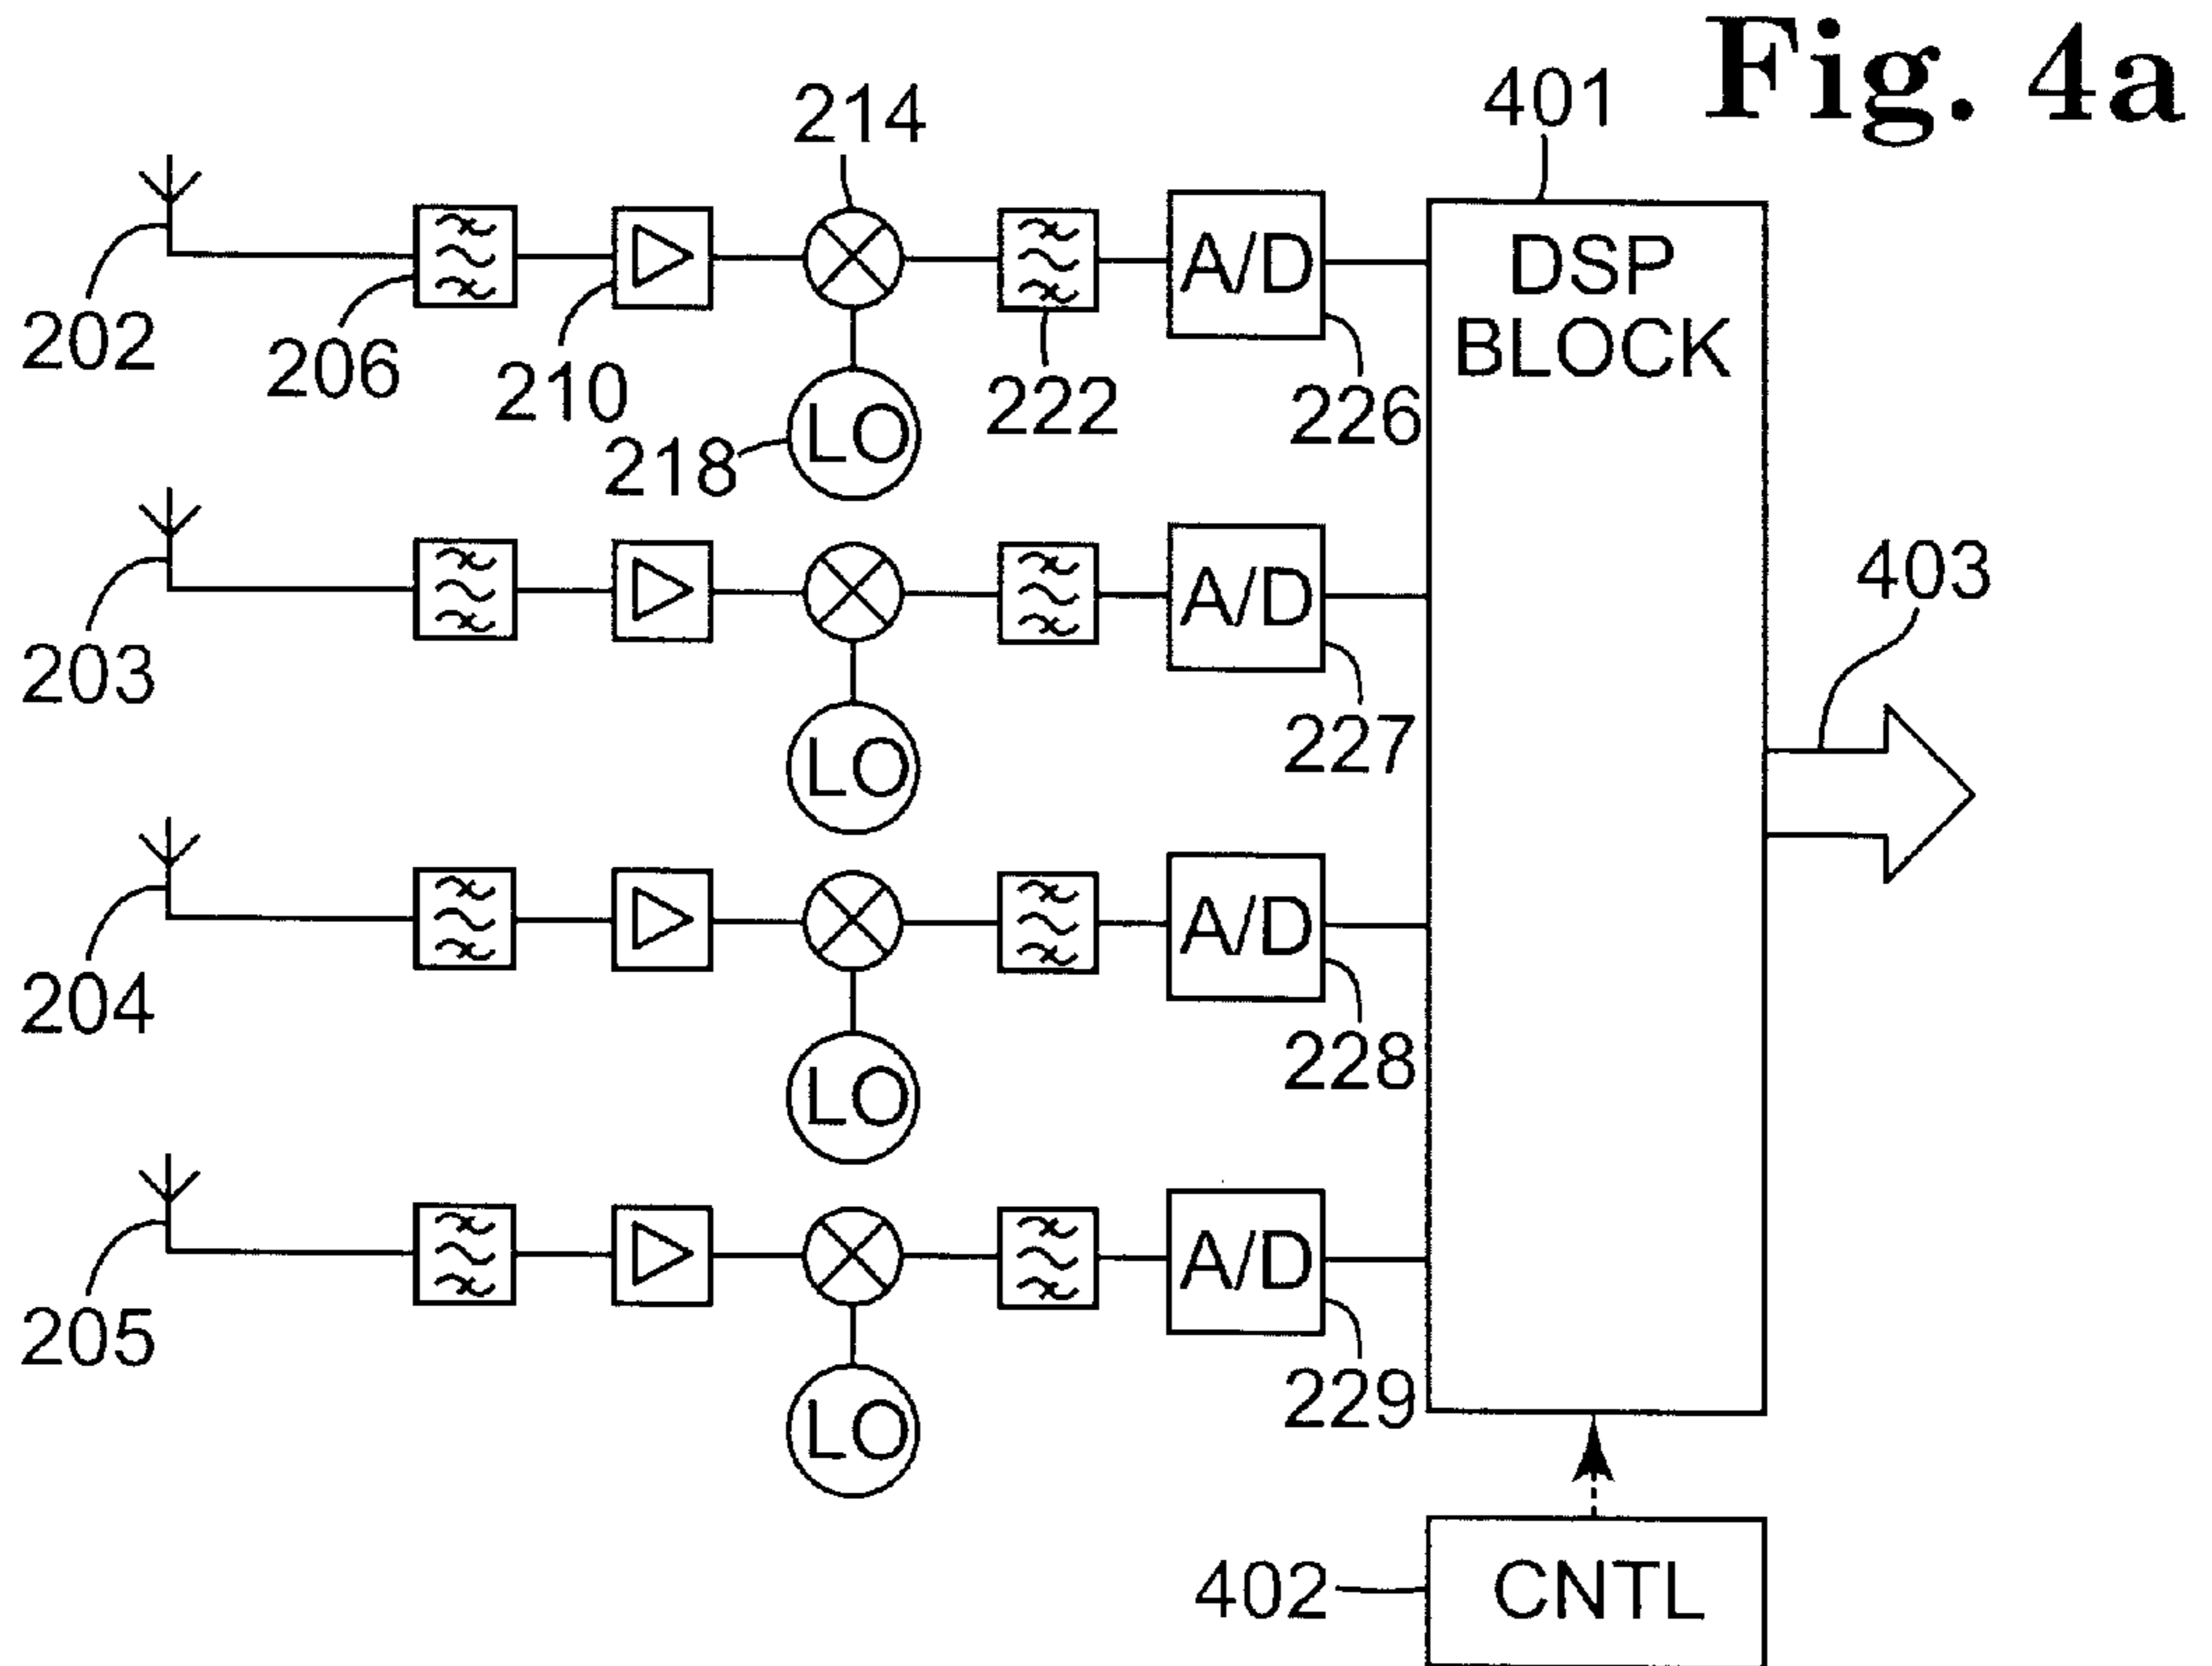 Fig. 4a
401
214
DSP
BLOCK
A/D
202
206
210
222
226
218
LO
403
A/D
203
227
LO
A/D
204
228
LO
A/D
205
229
LO
402
CNTL